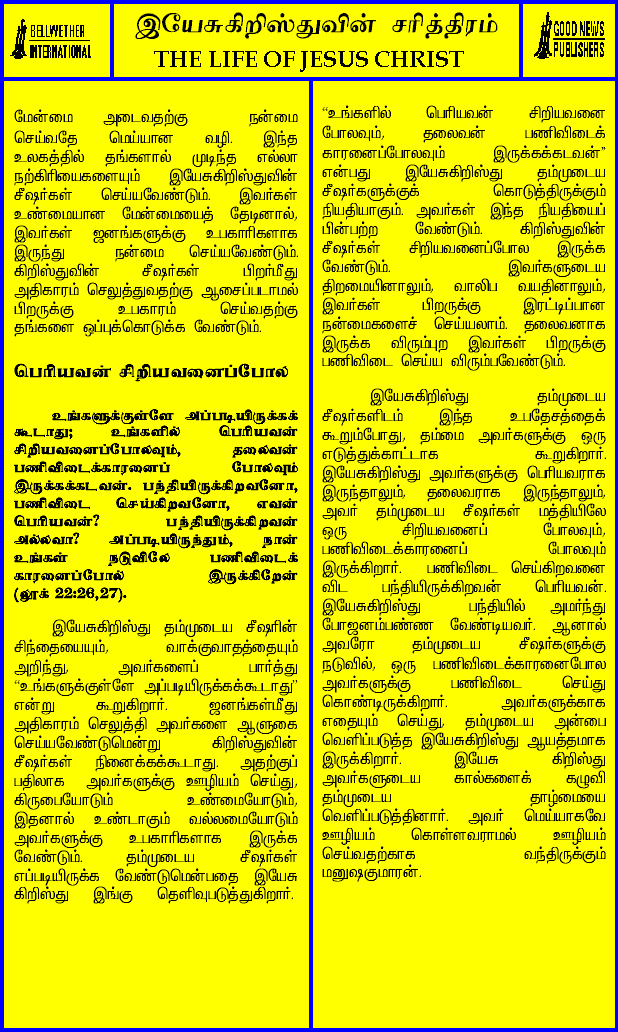 BELLWETHER
INTERNATIONAL
இயேசுகிறிஸ்துவின் சரித்திரம்
THE LIFE OF JESUS CHRIST
GOOD NEWS
PUBLISHERS
மேன்மை அடைவதற்கு நன்மை
செய்வதே மெய்யான வழி. இந்த
உலகத்தில் தங்களால் முடிந்த எல்லா
நற்கிரியைகளையும் இயேசுகிறிஸ்துவின்
சீஷர்கள் செய்யவேண்டும். இவர்கள்
உண்மையான மேன்மையைத் தேடினால்,
இவர்கள் ஜனங்களுக்கு உபகாரிகளாக
இருந்து நன்மை செய்யவேண்டும்.
கிறிஸ்துவின் சீஷர்கள் பிறர்மீது
அதிகாரம் செலுத்துவதற்கு ஆசைப்படாமல்
பிறருக்கு உபகாரம் செய்வதற்கு
தங்களை ஒப்புக்கொடுக்க வேண்டும்.
பெரியவன் சிறியவனைப்போல்
உங்களுக்குள்ளே அப்படியிருக்கக்
கூடாது; உங்களில் பெரியவன்
சிறியவனைப்போலவும், தலைவன்
பணிவிடைக்காரனைப் போலவும்
இருக்கக்கடவன். பந்தியிருக்கிறவனோ,
பணிவிடை செய்கிறவனோ, எவன்
பெரியவன்? பந்தியிருக்கிறவன்
அல்லவா? அப்படியிருந்தும், நான்
உங்கள் நடுவிலே பணிவிடைக்
காரனைப்போல் இருக்கிறேன்
(லூக் 22:26,27).
இயேசுகிறிஸ்து தம்முடைய சீஷரின்
சிந்தையையும், வாக்குவாதத்தையும்
அறிந்து, அவர்களைப் பார்த்து
“உங்களுக்குள்ளே அப்படியிருக்கக்கூடாது”
என்று கூறுகிறார். ஜனங்கள்மீது
அதிகாரம் செலுத்தி அவர்களை ஆளுகை
செய்யவேண்டுமென்று கிறிஸ்துவின்
சீஷர்கள் நினைக்கக்கூடாது. அதற்குப்
பதிலாக அவர்களுக்கு ஊழியம் செய்து,
கிருபையோடும் உண்மையோடும்,
இதனால் உண்டாகும் வல்லமையோடும்
அவர்களுக்கு உபகாரிகளாக இருக்க
வேண்டும். தம்முடைய சீஷர்கள்
எப்படியிருக்க வேண்டுமென்பதை இயேசு
கிறிஸ்து இங்கு தெளிவுபடுத்துகிறார்.
“உங்களில் பெரியவன் சிறியவனை
போலவும், தலைவன் பணிவிடைக்
காரனைப்போலவும் இருக்கக்கடவன்”
என்பது இயேசுகிறிஸ்து தம்முடைய
சீஷர்களுக்குக் கொடுத்திருக்கும்
நியதியாகும். அவர்கள் இந்த நியதியைப்
பின்பற்ற வேண்டும். கிறிஸ்துவின்
சீஷர்கள் சிறியவனைப்போல இருக்க
வேண்டும். இவர்களுடைய
திறமையினாலும், வாலிப வயதினாலும்,
இவர்கள் பிறருக்கு இரட்டிப்பான
நன்மைகளைச் செய்யலாம். தலைவனாக
இருக்க விரும்புற இவர்கள் பிறருக்கு
பணிவிடை செய்ய விரும்பவேண்டும்.
இயேசுகிறிஸ்து தம்முடைய
சீஷர்களிடம் இந்த உபதேசத்தைக்
கூறும்போது, தம்மை அவர்களுக்கு ஒரு
எடுத்துக்காட்டாக கூறுகிறார்.
இயேசுகிறிஸ்து அவர்களுக்கு பெரியவராக
இருந்தாலும், தலைவராக இருந்தாலும்,
அவர் தம்முடைய சீஷர்கள் மத்தியிலே
ஒரு சிறியவனைப் போலவும்,
பணிவிடைக்காரனைப் போலவும்
இருக்கிறார். பணிவிடை செய்கிறவனை
விட பந்தியிருக்கிறவன் பெரியவன்.
இயேசுகிறிஸ்து பந்தியில் அமர்ந்து
போஜனம்பண்ண வேண்டியவர். ஆனால்
அவரோ தம்முடைய சீஷர்களுக்கு
நடுவில், ஒரு பணிவிடைக்காரனைபோல
அவர்களுக்கு பணிவிடை செய்து
கொண்டிருக்கிறார். அவர்களுக்காக
எதையும் செய்து, தம்முடைய அன்பை
வெளிப்படுத்த இயேசுகிறிஸ்து ஆயத்தமாக
இருக்கிறார். இயேசு கிறிஸ்து
அவர்களுடைய கால்களைக் கழுவி
தம்முடைய தாழ்மையை
வெளிப்படுத்தினார். அவர் மெய்யாகவே
ஊழியம் கொள்ளவராமல் ஊழியம்
செய்வதற்காக வந்திருக்கும்
மனுஷகுமாரன்.